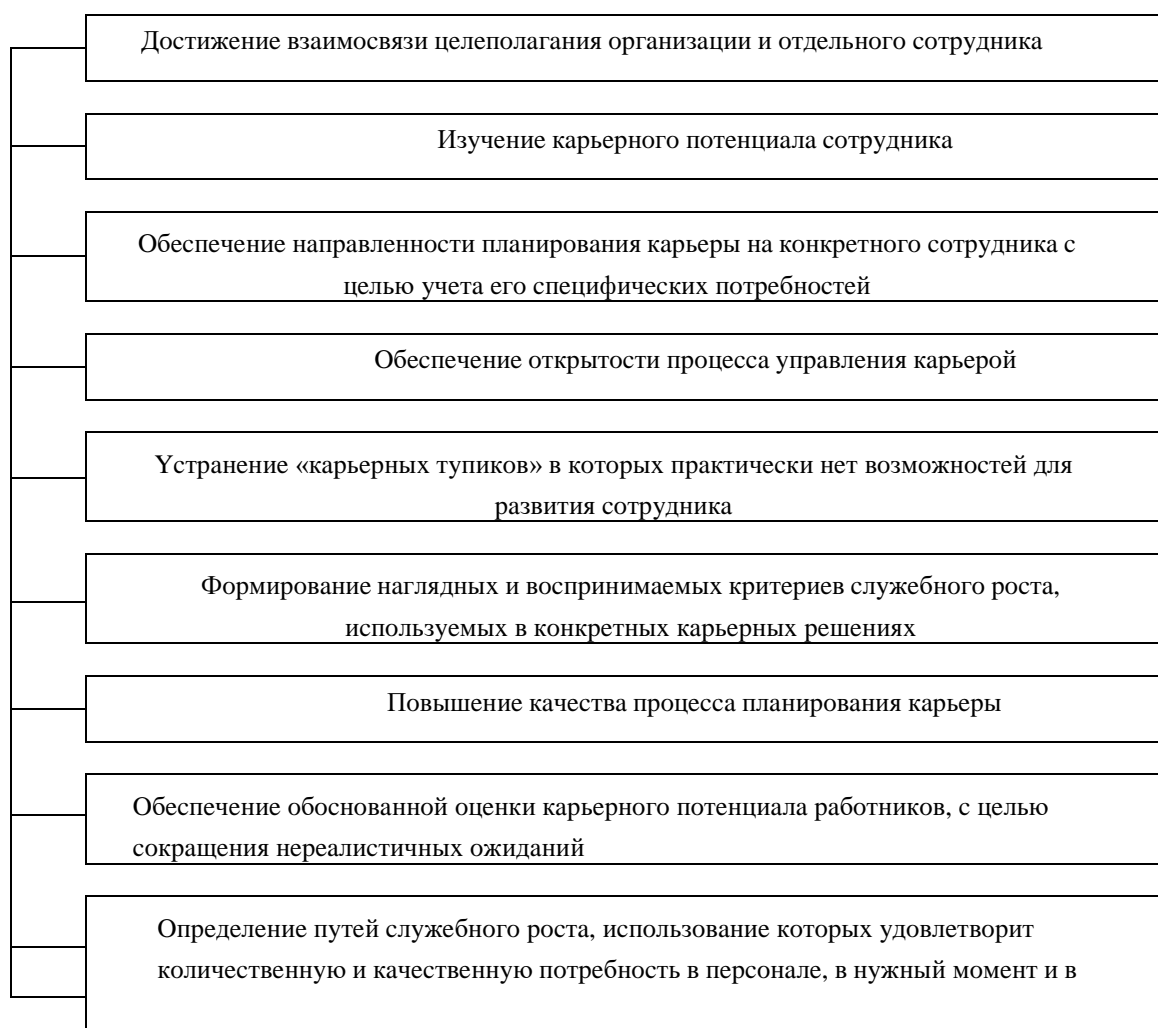 Достижение взаимосвязи целеполагания организации и отдельного сотрудника
Изучение карьерного потенциала сотрудника
Обеспечение направленности планирования карьеры на конкретного сотрудника с
целью учета его специфических потребностей
Обеспечение открытости процесса управления карьерой
Устранение «карьерных тупиков» в которых практически нет возможностей для
развития сотрудника
Формирование наглядных и воспринимаемых критериев служебного роста,
используемых в конкретных карьерных решениях
Повышение качества процесса планирования карьеры
Обеспечение обоснованной оценки карьерного потенциала работников, с целью
сокращения нереалистичных ожиданий
Определение путей служебного роста, использование которых удовлетворит
количественную и качественную потребность в персонале, в нужный момент и в